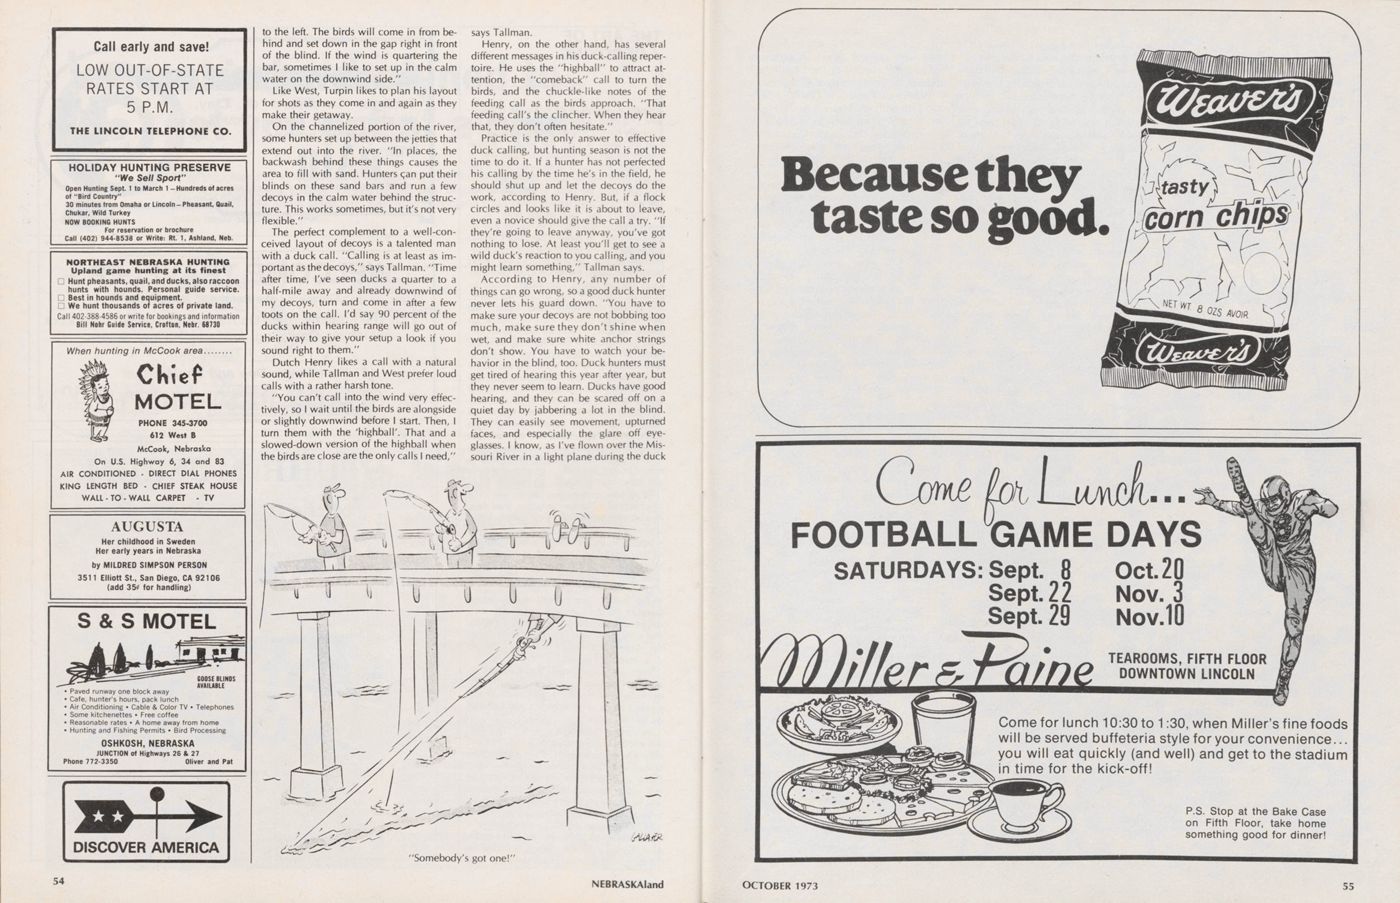 Call early and save!
LOW OUT-OF-STATE
RATES START AT
5 P.M.
THE LINCOLN TELEPHONE CO.
HOLIDAY HUNTING PRESERVE
"We Sell Sport"
Open Hunting Sept. 1 to March 1 — Hundreds of acres
of "Bird Country"
30 minutes from Omaha or Lincoln — Pheasant, Quail,
Chukar, Wild Turkey
NOW BOOKING HUNTS
For reservation or brochure
Call (402) 944-8538 or Write: Rt. 1, Ashland, Neb.
NORTHEAST NEBRASKA HUNTING
Upland game hunting at its finest
□ Hunt pheasants, quail, and ducks, also raccoon
hunts with hounds. Personal guide service.
□ Best in hounds and equipment.
□ We hunt thousands of acres of private land.
Call 402-388-4586 or write for bookings and information
Bill Nohr Guide Service, Crofton, Nebr. 68730
When hunting in McCook area........
Chief
MOTEL
PHONE 345-3700
612 West B
McCook, Nebraska
On U.S. Highway 6, 34 and 83
AIR CONDITIONED - DIRECT DIAL PHONES
KING LENGTH BED - CHIEF STEAK HOUSE
WALL-TO-WALL CARPET - TV
AUGUSTA
Her childhood in Sweden
Her early years in Nebraska
by MILDRED SIMPSON PERSON
3511 Elliott St., San Diego, CA 92106
(add 35¢ for handling)
S & S MOTEL
GOOSE BLINDS
AVAILABLE
• Paved runway one block away
• Cafe, hunter's hours, pack lunch
• Air Conditioning • Cable & Color TV • Telephones
• Some kitchenettes • Free coffee
• Reasonable rates • A home away from home
• Hunting and Fishing Permits • Bird Processing
OSHKOSH, NEBRASKA
JUNCTION of Highways 26 & 27
Phone 772-3350 Oliver and Pat
DISCOVER AMERICA
54
to the left. The birds will come in from be-
hind and set down in the gap right in front
of the blind. If the wind is quartering the
bar, sometimes I like to set up in the calm
water on the downwind side."
Like West, Turpin likes to plan his layout
for shots as they come in and again as they
make their getaway.
On the channelized portion of the river,
some hunters set up between the jetties that
extend out into the river. "In places, the
backwash behind these things causes the
area to fill with sand. Hunters can put their
blinds on these sand bars and run a few
decoys in the calm water behind the struc-
ture. This works sometimes, but it's not very
flexible."
The perfect complement to a well-con-
ceived layout of decoys is a talented man
with a duck call. "Calling is at least as im-
portant as the decoys," says Tallman. "Time
after time, I've seen ducks a quarter to a
half-mile away and already downwind of
my decoys, turn and come in after a few
toots on the call. I'd say 90 percent of the
ducks within hearing range will go out of
their way to give your setup a look if you
sound right to them."
Dutch Henry likes a call with a natural
sound, while Tallman and West prefer loud
calls with a rather harsh tone.
"You can't call into the wind very effec-
tively, so I wait until the birds are alongside
or slightly downwind before I start. Then, I
turn them with the 'highball'. That and a
slowed-down version of the highball when
the birds are close are the only calls I need,"
says Tallman.
Henry, on the other hand, has several
different messages in his duck-calling reper-
toire. He uses the "highball" to attract at-
tention, the "comeback" call to turn the
birds, and the chuckle-like notes of the
feeding call as the birds approach. "That
feeding call's the clincher. When they hear
that, they don't often hesitate."
Practice is the only answer to effective
duck calling, but hunting season is not the
time to do it. If a hunter has not perfected
his calling by the time he's in the field, he
should shut up and let the decoys do the
work, according to Henry. But, if a flock
circles and looks like it is about to leave,
even a novice should give the call a try. "If
they're going to leave anyway, you've got
nothing to lose. At least you'll get to see a
wild duck's reaction to you calling, and you
might learn something," Tallman says.
According to Henry, any number of
things can go wrong, so a good duck hunter
never lets his guard down. "You have to
make sure your decoys are not bobbing too
much, make sure they don't shine when
wet, and make sure white anchor strings
don't show. You have to watch your be-
havior in the blind, too. Duck hunters must
get tired of hearing this year after year, but
they never seem to learn. Ducks have good
hearing, and they can be scared off on a
quiet day by jabbering a lot in the blind.
They can easily see movement, upturned
faces, and especially the glare off eye-
glasses. I know, as I've flown over the Mis-
souri River in a light plane during the duck
"Somebody's got one!"
NEBRASKAland
Because they
taste so good.
Weaver's
tasty
corn chips
NET WT. 8 OZS AVOIR.
Weaver's
Come for Lunch...
FOOTBALL GAME DAYS
SATURDAYS: Sept. 8 Oct. 20
Sept. 22 Nov. 3
Sept. 29 Nov. 10
Miller & Paine
TEAROOMS, FIFTH FLOOR
DOWNTOWN LINCOLN
Come for lunch 10:30 to 1:30, when Miller's fine foods
will be served buffeteria style for your convenience...
you will eat quickly (and well) and get to the stadium
in time for the kick-off!
P.S. Stop at the Bake Case
on Fifth Floor, take home
something good for dinner!
OCTOBER 1973
55